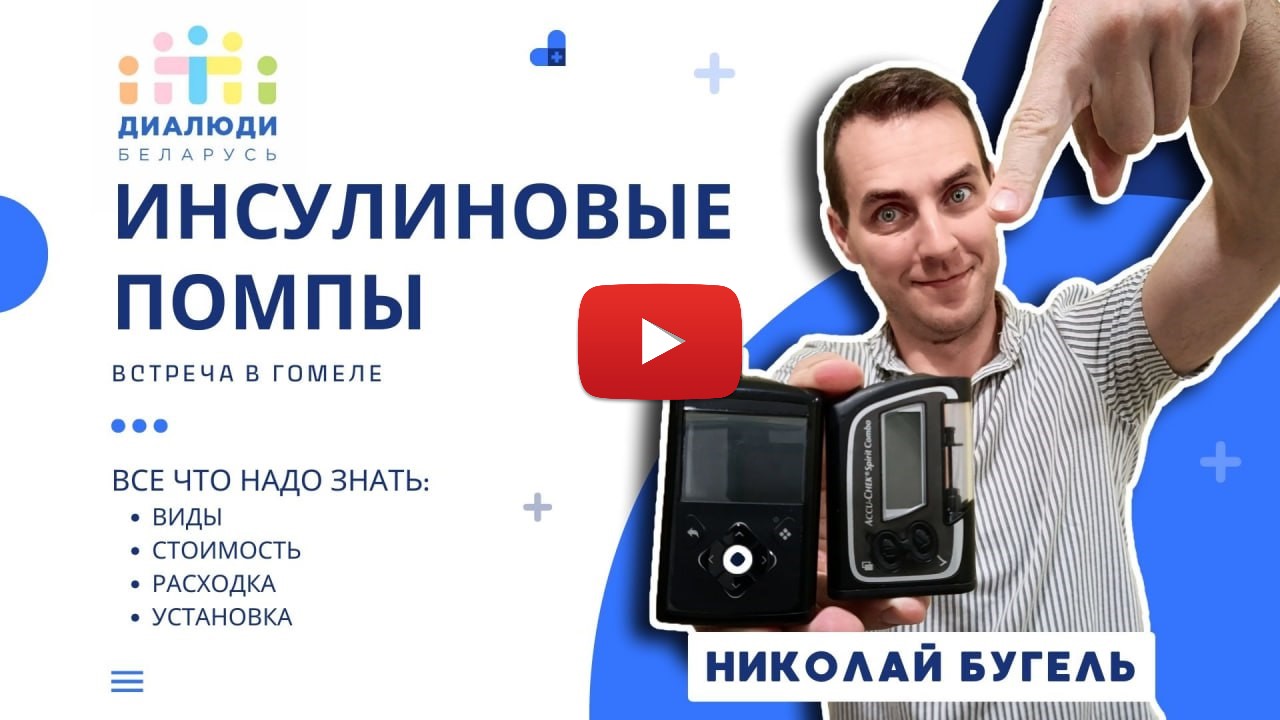 ДИАЛЮДИ
БЕЛАРУСЬ
ИНСУЛИНОВЫЕ
ПОМПЫ
ВСТРЕЧА В ГОМЕЛЕ
ВСЕ ЧТО НАДО ЗНАТЬ:
• ВИДЫ
• СТОИМОСТЬ
• РАСХОДКА
• УСТАНОВКА
ACCU-CHEK® Spirit Combo
НИКОЛАЙ БУГЕЛЬ